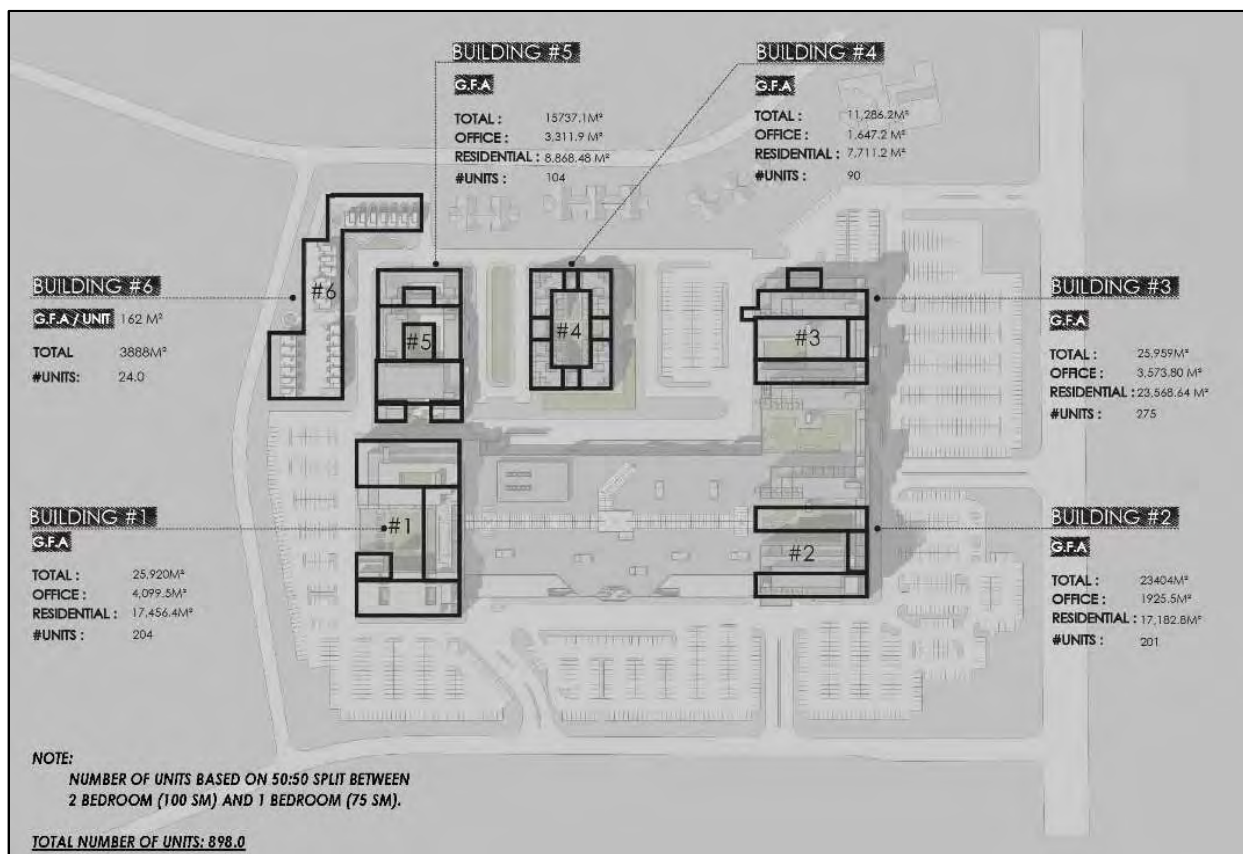 BUILDING #5
G.F.A
TOTAL : 15737.1M²
OFFICE : 3,311.9 M²
RESIDENTIAL : 8,868.48 M²
#UNITS : 104
BUILDING #4
G.F.A
TOTAL : 11,286.2M²
OFFICE : 1,647.2 M²
RESIDENTIAL : 7,711.2 M²
#UNITS : 90
BUILDING #6
G.F.A / UNIT 162 M²
TOTAL 3888M²
#UNITS: 24.0
BUILDING #3
G.F.A
TOTAL : 25,959M²
OFFICE : 3,573.80 M²
RESIDENTIAL : 23,568.64 M²
#UNITS : 275
#6
#5
#4
#3
BUILDING #1
G.F.A
TOTAL : 25,920M²
OFFICE : 4,099.5M²
RESIDENTIAL : 17,456.4M²
#UNITS : 204
#1
#2
BUILDING #2
G.F.A
TOTAL : 23404M²
OFFICE : 1925.5M²
RESIDENTIAL : 17,182.8M²
#UNITS : 201
NOTE:
NUMBER OF UNITS BASED ON 50:50 SPLIT BETWEEN
2 BEDROOM (100 SM) AND 1 BEDROOM (75 SM).
TOTAL NUMBER OF UNITS: 898.0